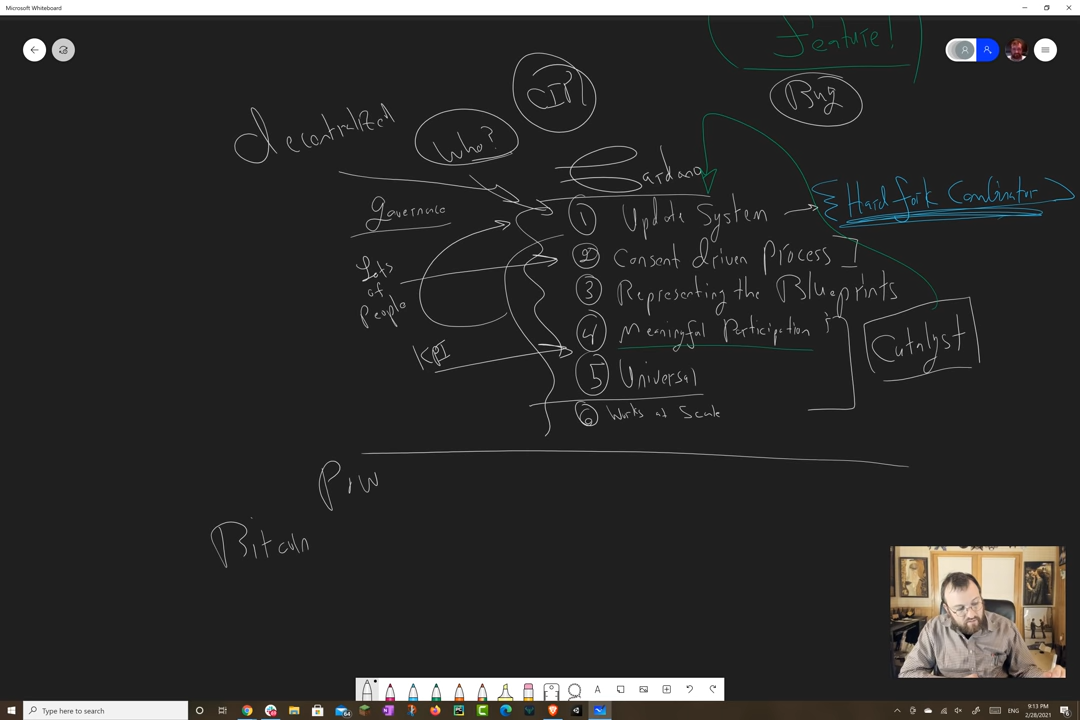 Microsoft Whiteboard
Feature!
CIP
Bug
decentralized
Who?
Cardano
Governance
① Update System
Hard fork Combinator
Lots
of
People
② Consent driven Process
③ Representing the Blueprints
④ Meaningful Participation
Catalyst
KPI
⑤ Universal
⑥ Works at Scale
Bitcoin
Type here to search
64
ENG
9:13 PM
2/28/2021
6